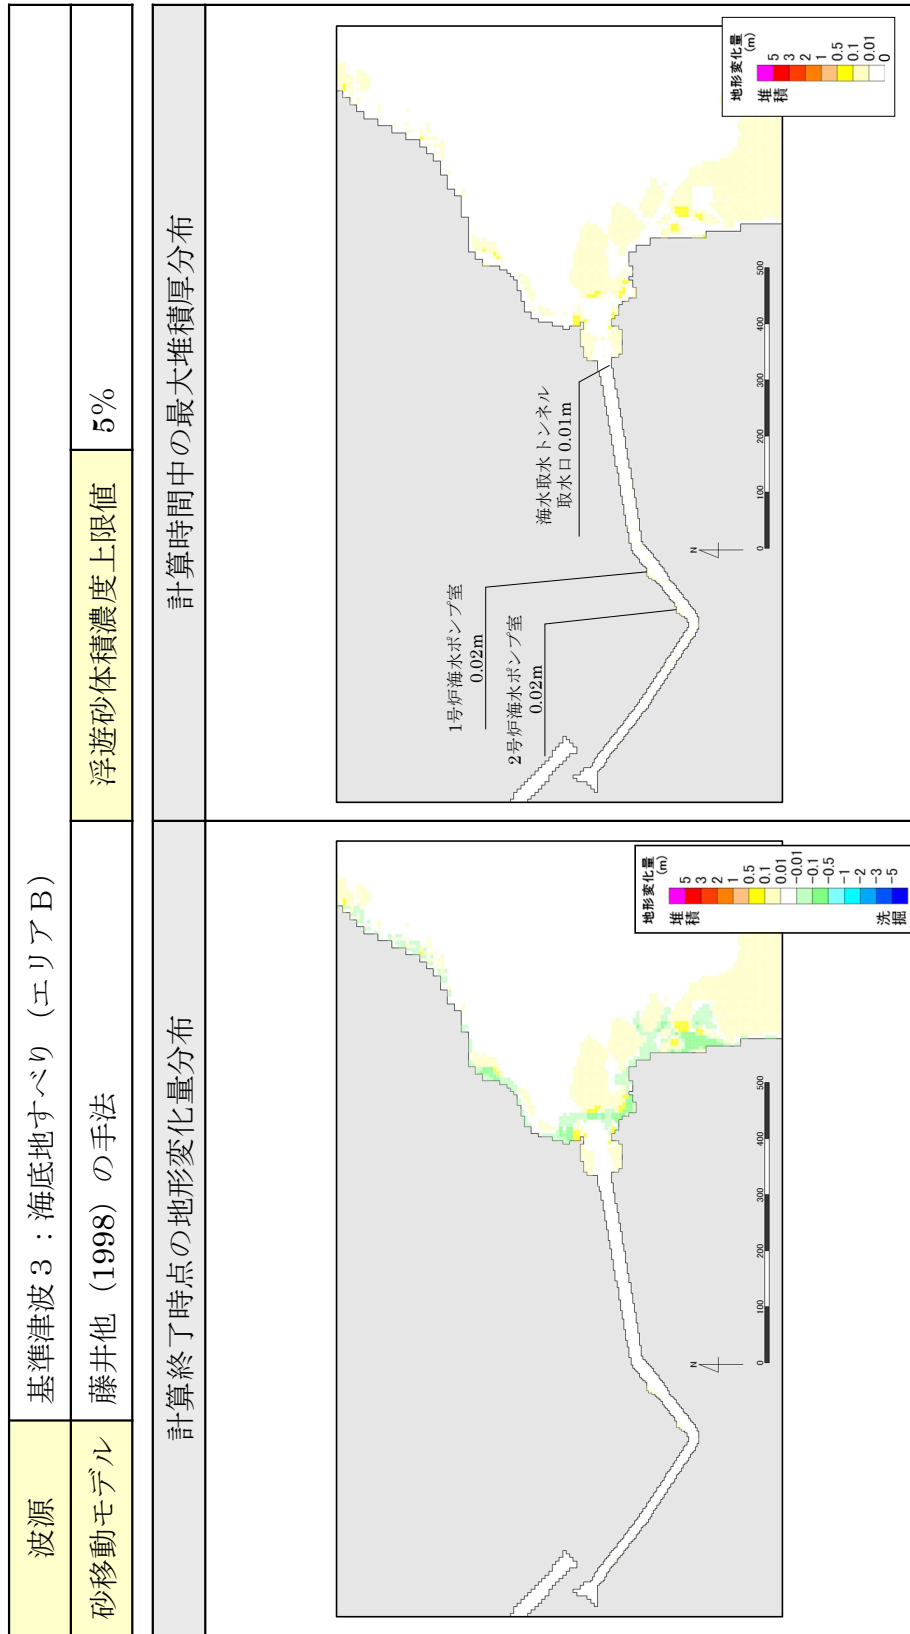 波源
基準津波３：海底地すべり（エリアＢ）
砂移動モデル
藤井他（1998）の手法
浮遊砂体積濃度上限値
5%
計算終了時点の地形変化量分布
計算時間中の最大堆積厚分布
N
0 100 200 300 400 500
地形変化量
(m)
堆積
5
3
2
1
0.5
0.1
0.01
-0.01
-0.1
-0.5
-1
-2
-3
-5
洗掘
1号炉海水ポンプ室
0.02m
2号炉海水ポンプ室
0.02m
海水取水トンネル
取水口 0.01m
N
0 100 200 300 400 500
地形変化量
(m)
堆積
5
3
2
1
0.5
0.1
0.01
0